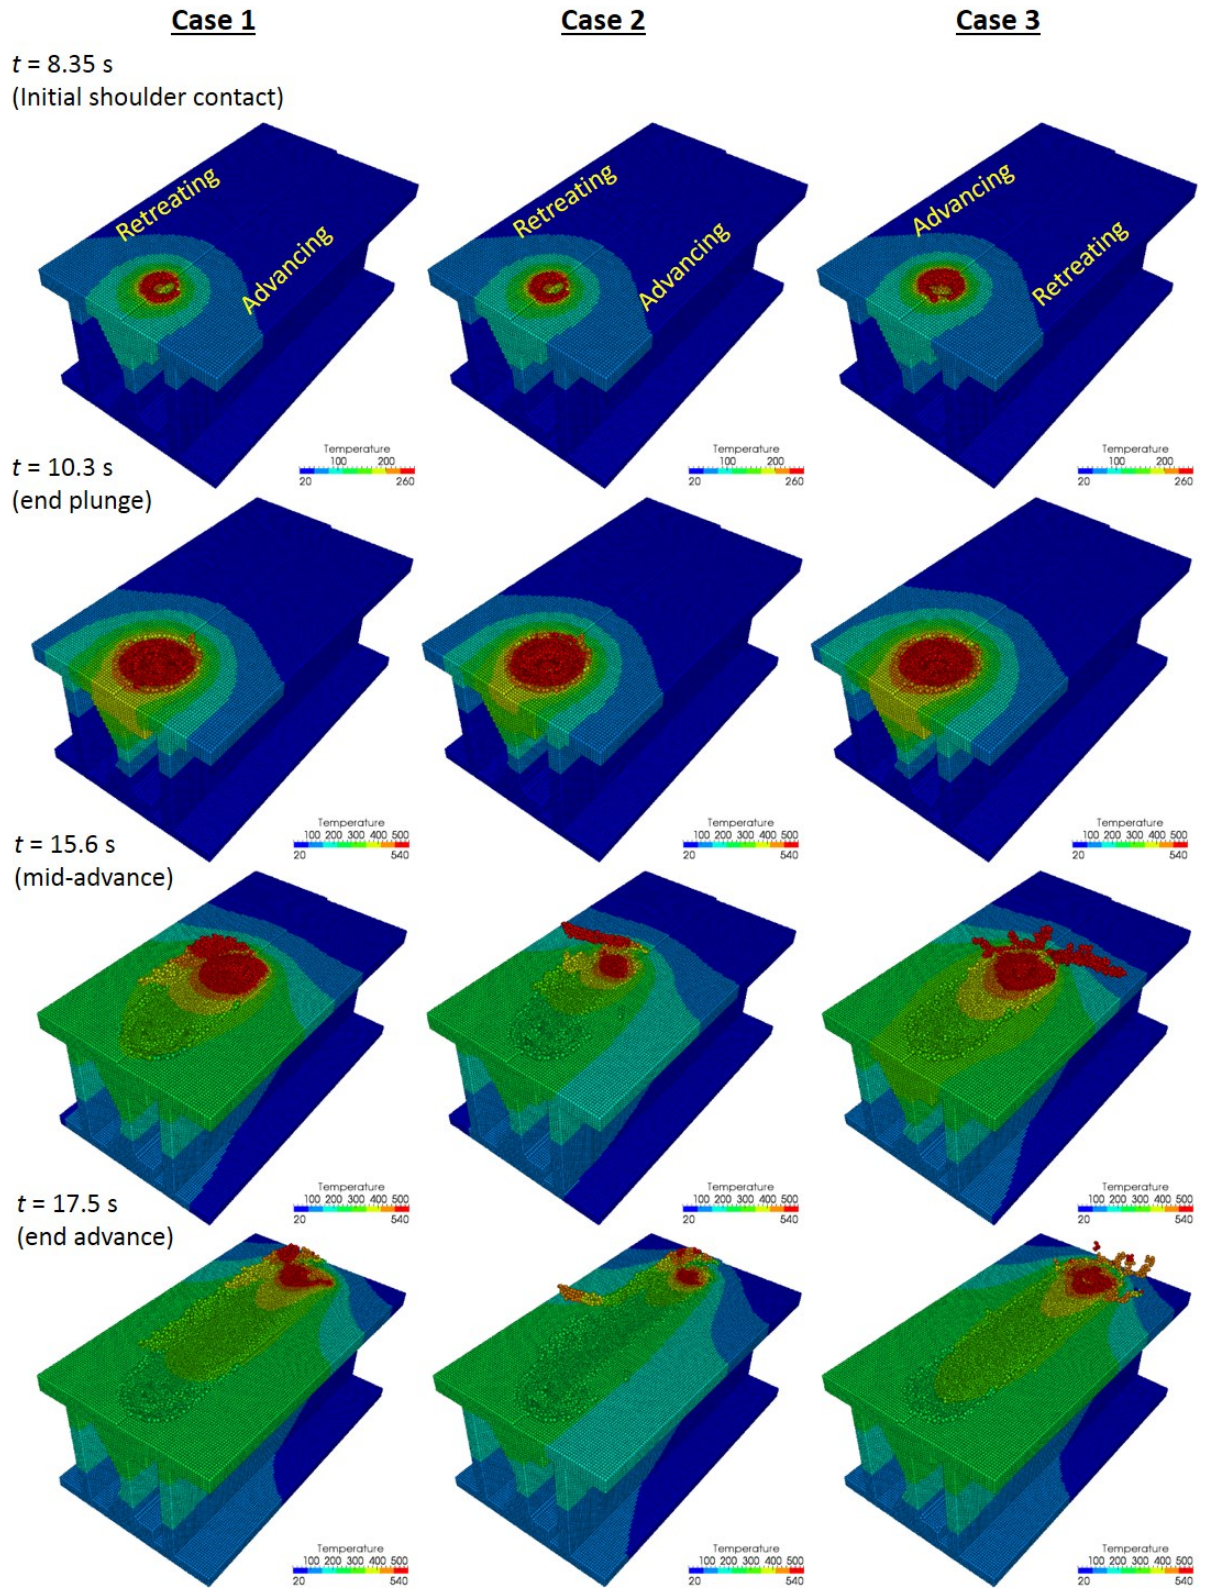 Case 1 Case 2 Case 3
t = 8.35 s
(Initial shoulder contact)
Retreating Retreating Advancing
Advancing Advancing Retreating
Temperature Temperature Temperature
100 200 100 200 100 200
20 260 20 260 20 260
t = 10.3 s
(end plunge)
Temperature Temperature Temperature
100 200 300 400 500 100 200 300 400 500 100 200 300 400 500
20 540 20 540 20 540
t = 15.6 s
(mid-advance)
Temperature Temperature Temperature
100 200 300 400 500 100 200 300 400 500 100 200 300 400 500
20 540 20 540 20 540
t = 17.5 s
(end advance)
Temperature Temperature Temperature
100 200 300 400 500 100 200 300 400 500 100 200 300 400 500
20 540 20 540 20 540